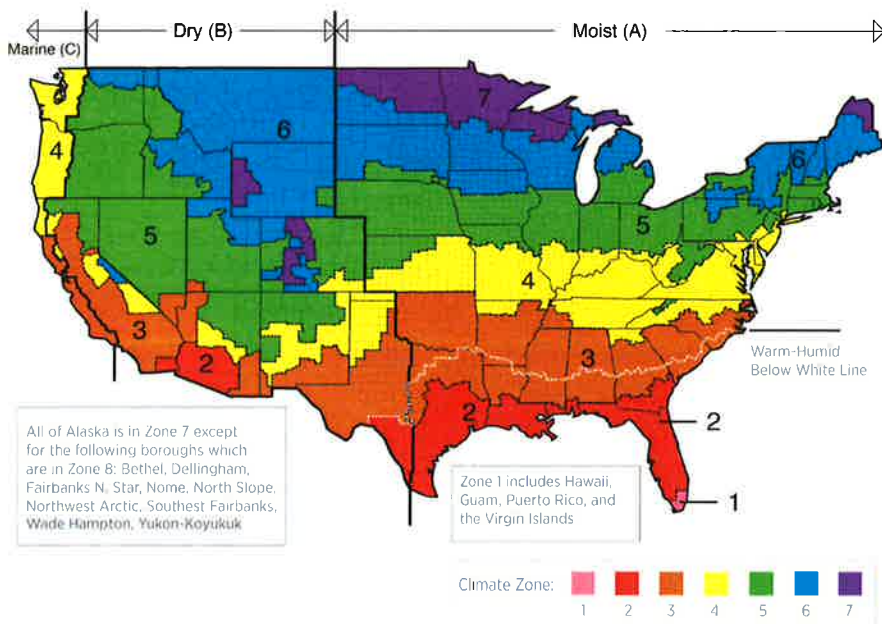 Dry (B)
Moist (A)
Marine (C)
7
6
4
6
5
5
4
3
3
2
2
Warm-Humid
Below White Line
2
1
All of Alaska is in Zone 7 except
for the following boroughs which
are in Zone 8: Bethel, Dellingham,
Fairbanks N. Star, Nome, North Slope,
Northwest Arctic, Southest Fairbanks,
Wade Hampton, Yukon-Koyukuk
Zone 1 includes Hawaii,
Guam, Puerto Rico, and
the Virgin Islands
Climate Zone:
1 2 3 4 5 6 7